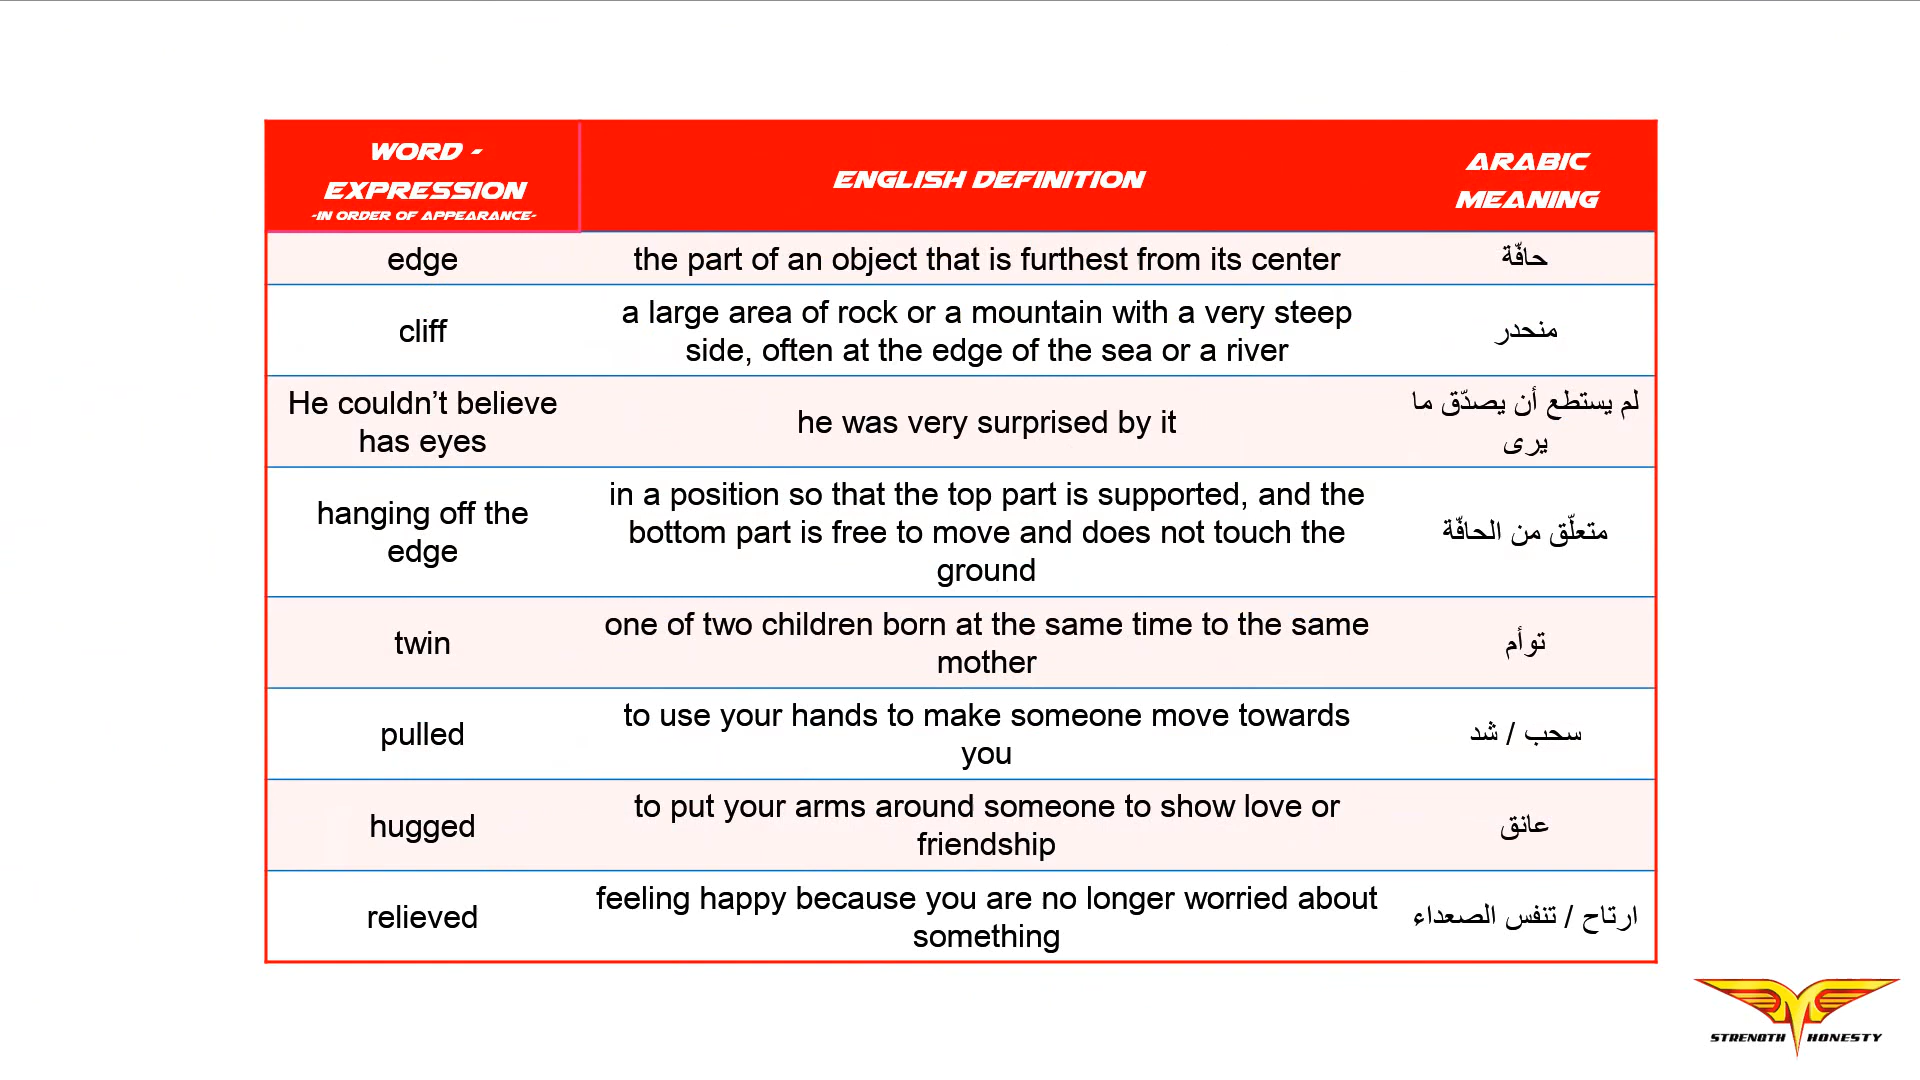 WORD -
EXPRESSION
-IN ORDER OF APPEARANCE-
ENGLISH DEFINITION
ARABIC
MEANING
edge
the part of an object that is furthest from its center
حافّة
cliff
a large area of rock or a mountain with a very steep
side, often at the edge of the sea or a river
منحدر
He couldn’t believe
has eyes
he was very surprised by it
لم يستطع أن يصدّق ما
يرى
hanging off the
edge
in a position so that the top part is supported, and the
bottom part is free to move and does not touch the
ground
متعلّق من الحافّة
twin
one of two children born at the same time to the same
mother
توأم
pulled
to use your hands to make someone move towards
you
سحب / شد
hugged
to put your arms around someone to show love or
friendship
عانق
relieved
feeling happy because you are no longer worried about
something
ارتاح / تنفس الصعداء
STRENGTH HONESTY